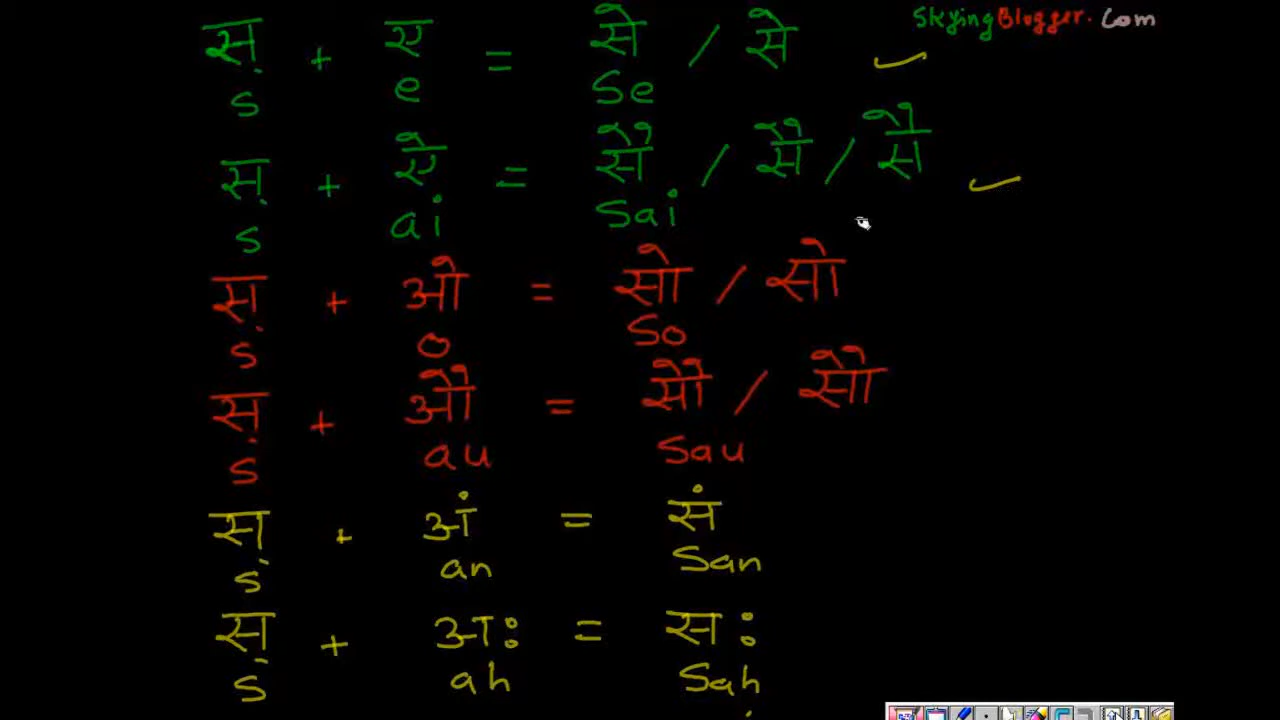 SkyingBlogger.Com
स् + ए = से / से
s e Se
स् + ऐ = सै / सै / सै
s ai Sai
स् + ओ = सो / सो
s o So
स् + औ = सौ / सौ
s au Sau
स् + अं = सं
s an San
स् + अः = सः
s ah Sah